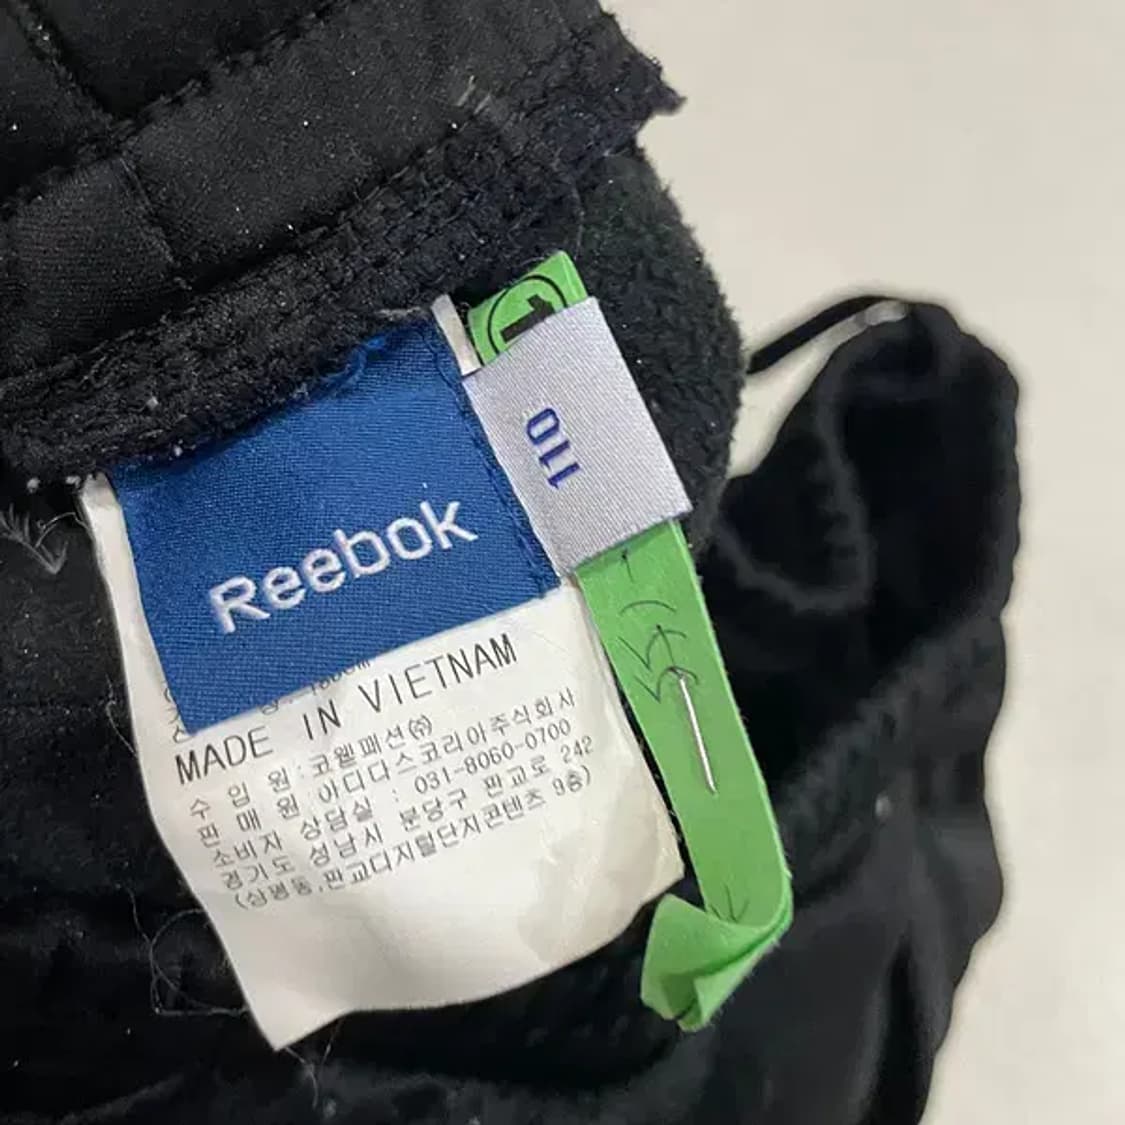 Reebok
110
MADE IN VIETNAM
수 입 원 : 코웰패션㈜
판 매 원 : 아디다스코리아주식회사
소비자 상담실 : 031-8060-0700
경기도 성남시 분당구 판교로 242
(삼평동,판교디지털단지콘텐츠 9층)